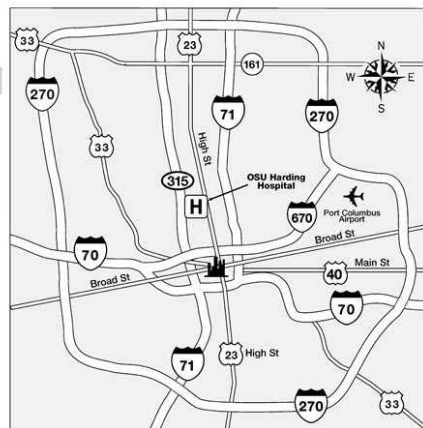 33
23
161
N
W
E
S
270
71
270
33
High St
315
OSU Harding
Hospital
H
670
Port Columbus
Airport
Broad St
70
Main St
40
Broad St
70
23
High St
71
270
33